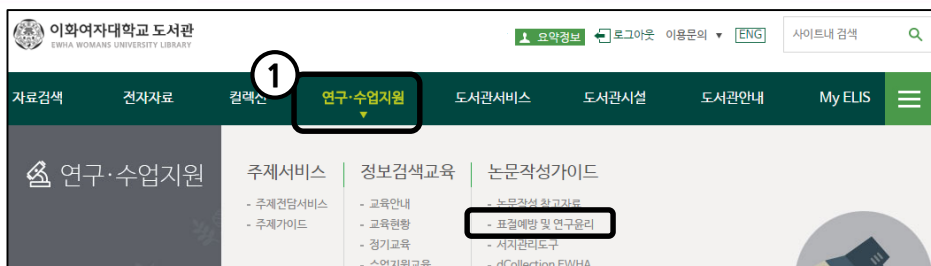 이화여자대학교 도서관
EWHA WOMANS UNIVERSITY LIBRARY
요약정보 로그아웃 이용문의 ▼ ENG 사이트내 검색
1
자료검색 전자자료 컬렉션 연구·수업지원 도서관서비스 도서관시설 도서관안내 My ELIS
▼
연구·수업지원 주제서비스 정보검색교육 논문작성가이드
- 주제전담서비스 - 교육안내 - 논문작성 참고자료
- 주제가이드 - 교육현황 - 표절예방 및 연구윤리
- 정기교육 - 서지관리도구
- 수업지원교육 - dCollection EWHA